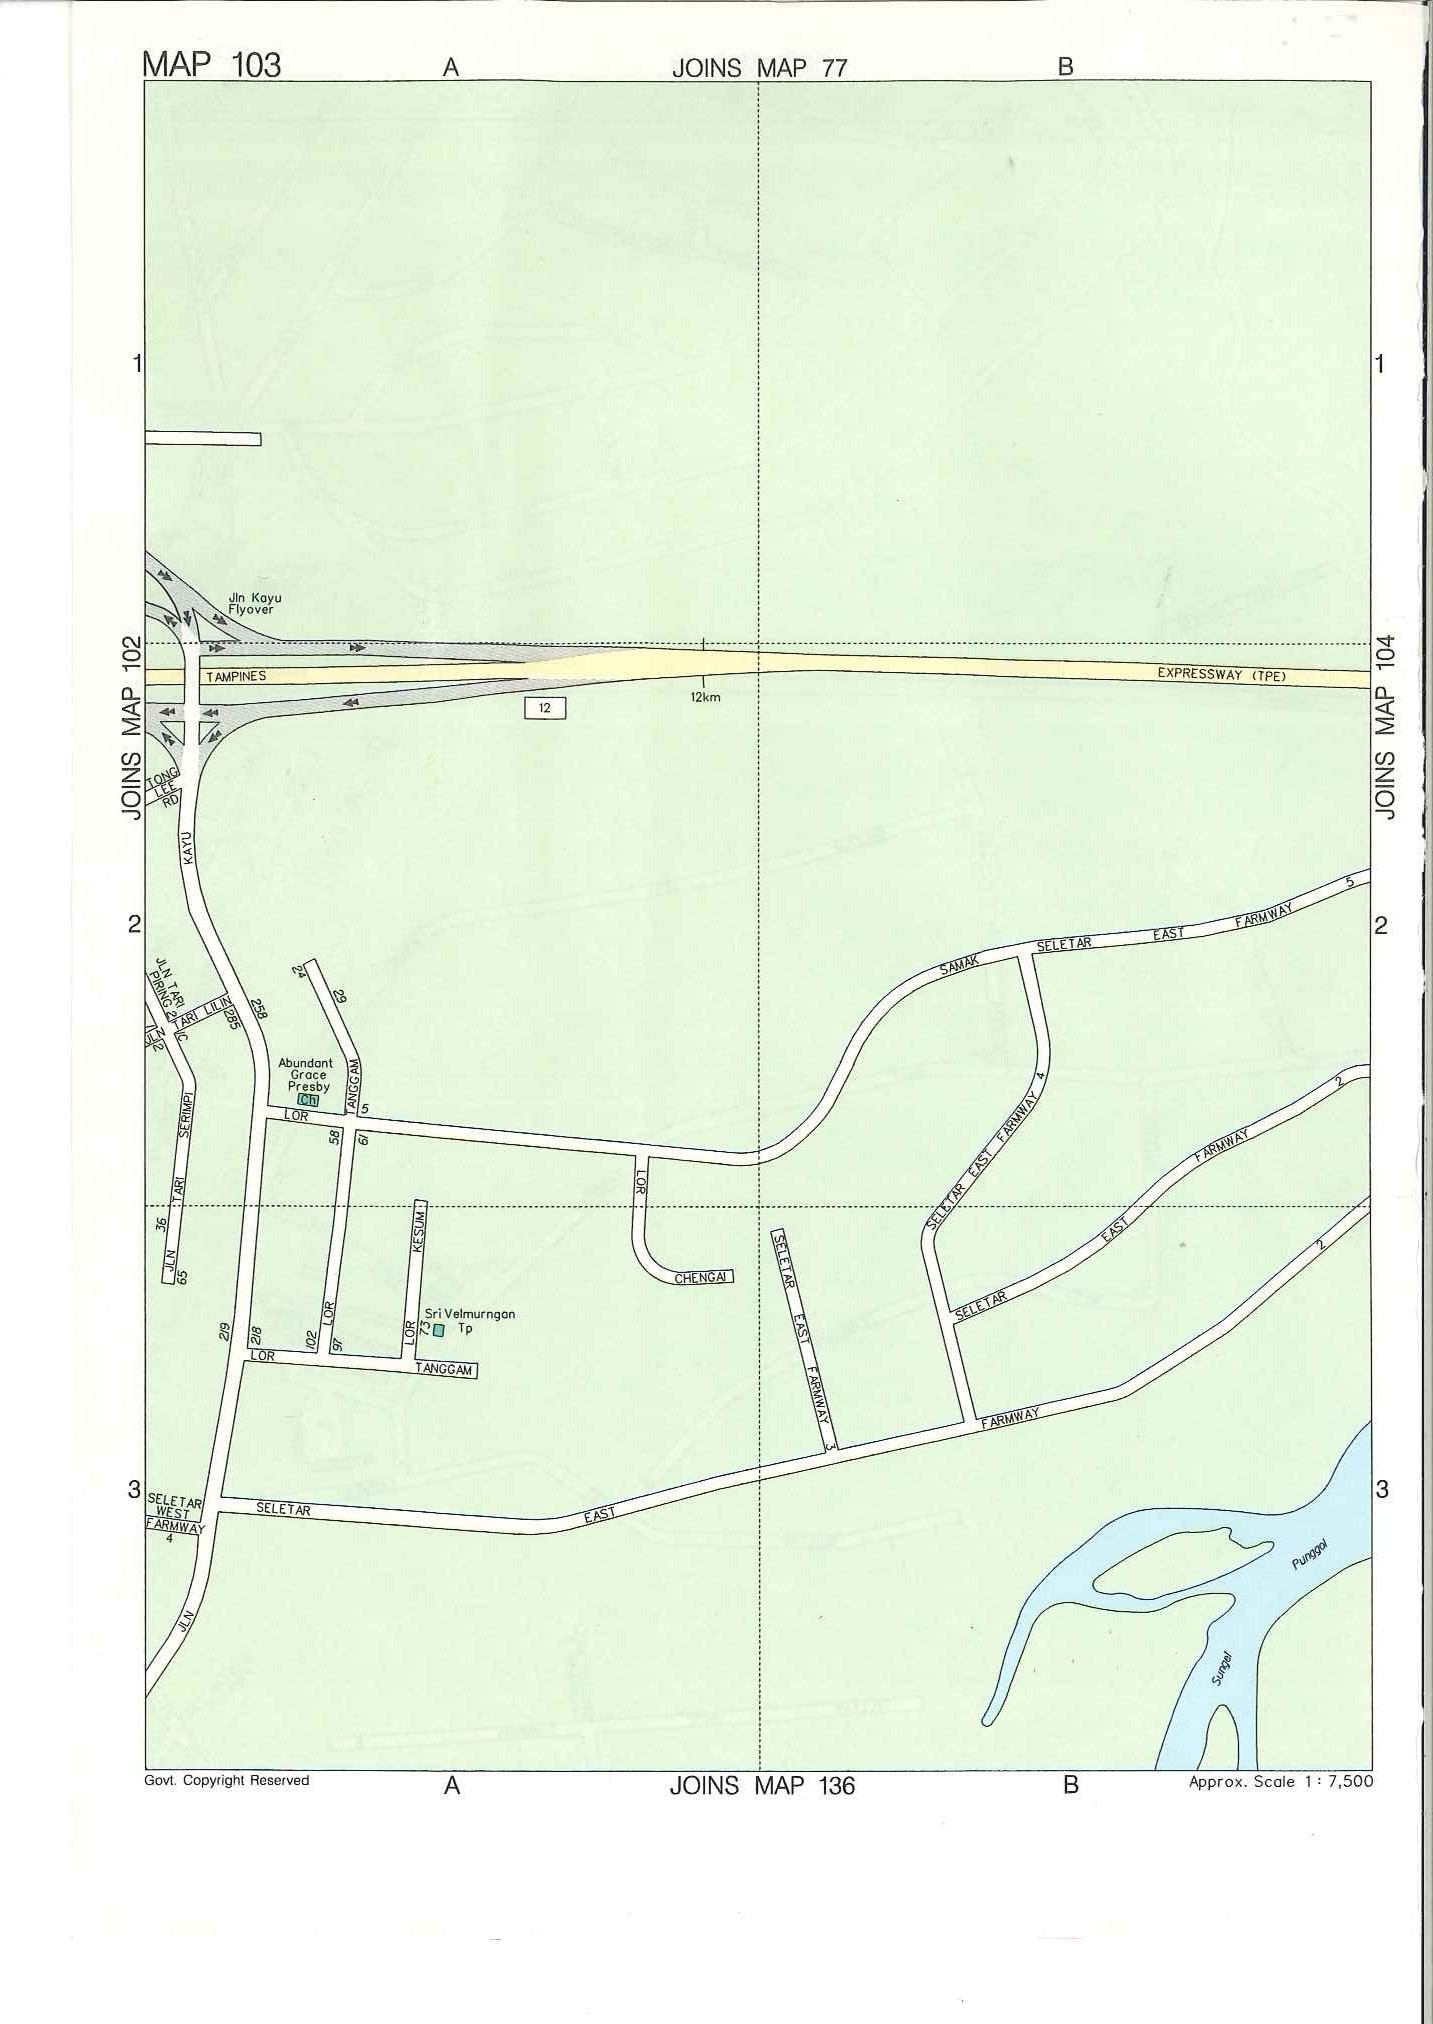 MAP 103
A
JOINS MAP 77
B
1
1
Jln Kayu
Flyover
JOINS MAP 102
JOINS MAP 104
TAMPINES
EXPRESSWAY (TPE)
12km
12
TONG
LEE
RD
KAYU
2
2
5
FARMWAY
EAST
SELETAR
SAMAK
JLN TARI
PIRING
2
24
29
TARI LILIN
1C
285
258
JLN
12
Abundant
Grace
Presby
Ch
TANGGAM
5
LOR
58
61
4
SELETAR EAST FARMWAY
2
FARMWAY
EAST
SELETAR
SERIMPI
TARI
36
JLN
65
LOR
CHENGAI
KESUM
LOR
73
Sri Velmurngan
Tp
SELETAR EAST FARMWAY
3
2
219
218
102
97
LOR
LOR
TANGGAM
FARMWAY
3
3
SELETAR
WEST
FARMWAY
4
SELETAR
EAST
JLN
Punggol
Sungei
Govt. Copyright Reserved
A
JOINS MAP 136
B
Approx. Scale 1 : 7,500